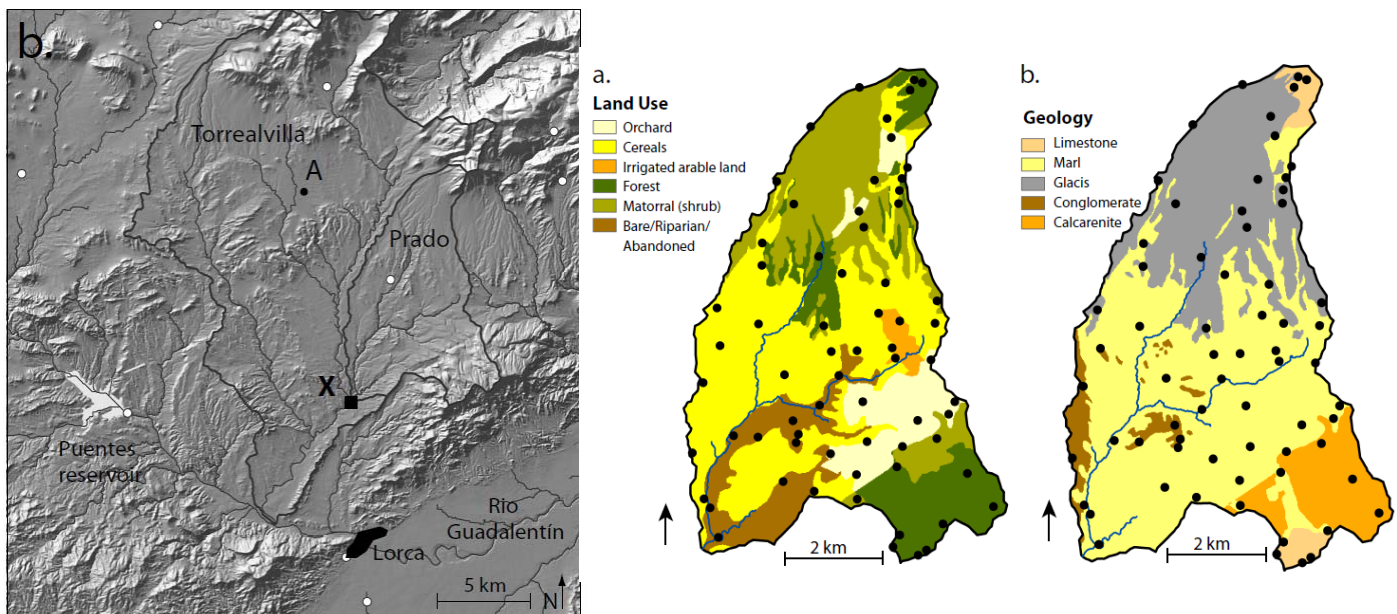 b.
Torrealvilla
A
Prado
X
Puentes
reservoir
Río
Guadalentín
Lorca
5 km
N
a.
Land Use
Orchard
Cereals
Irrigated arable land
Forest
Matorral (shrub)
Bare/Riparian/
Abandoned
2 km
b.
Geology
Limestone
Marl
Glacis
Conglomerate
Calcarenite
2 km